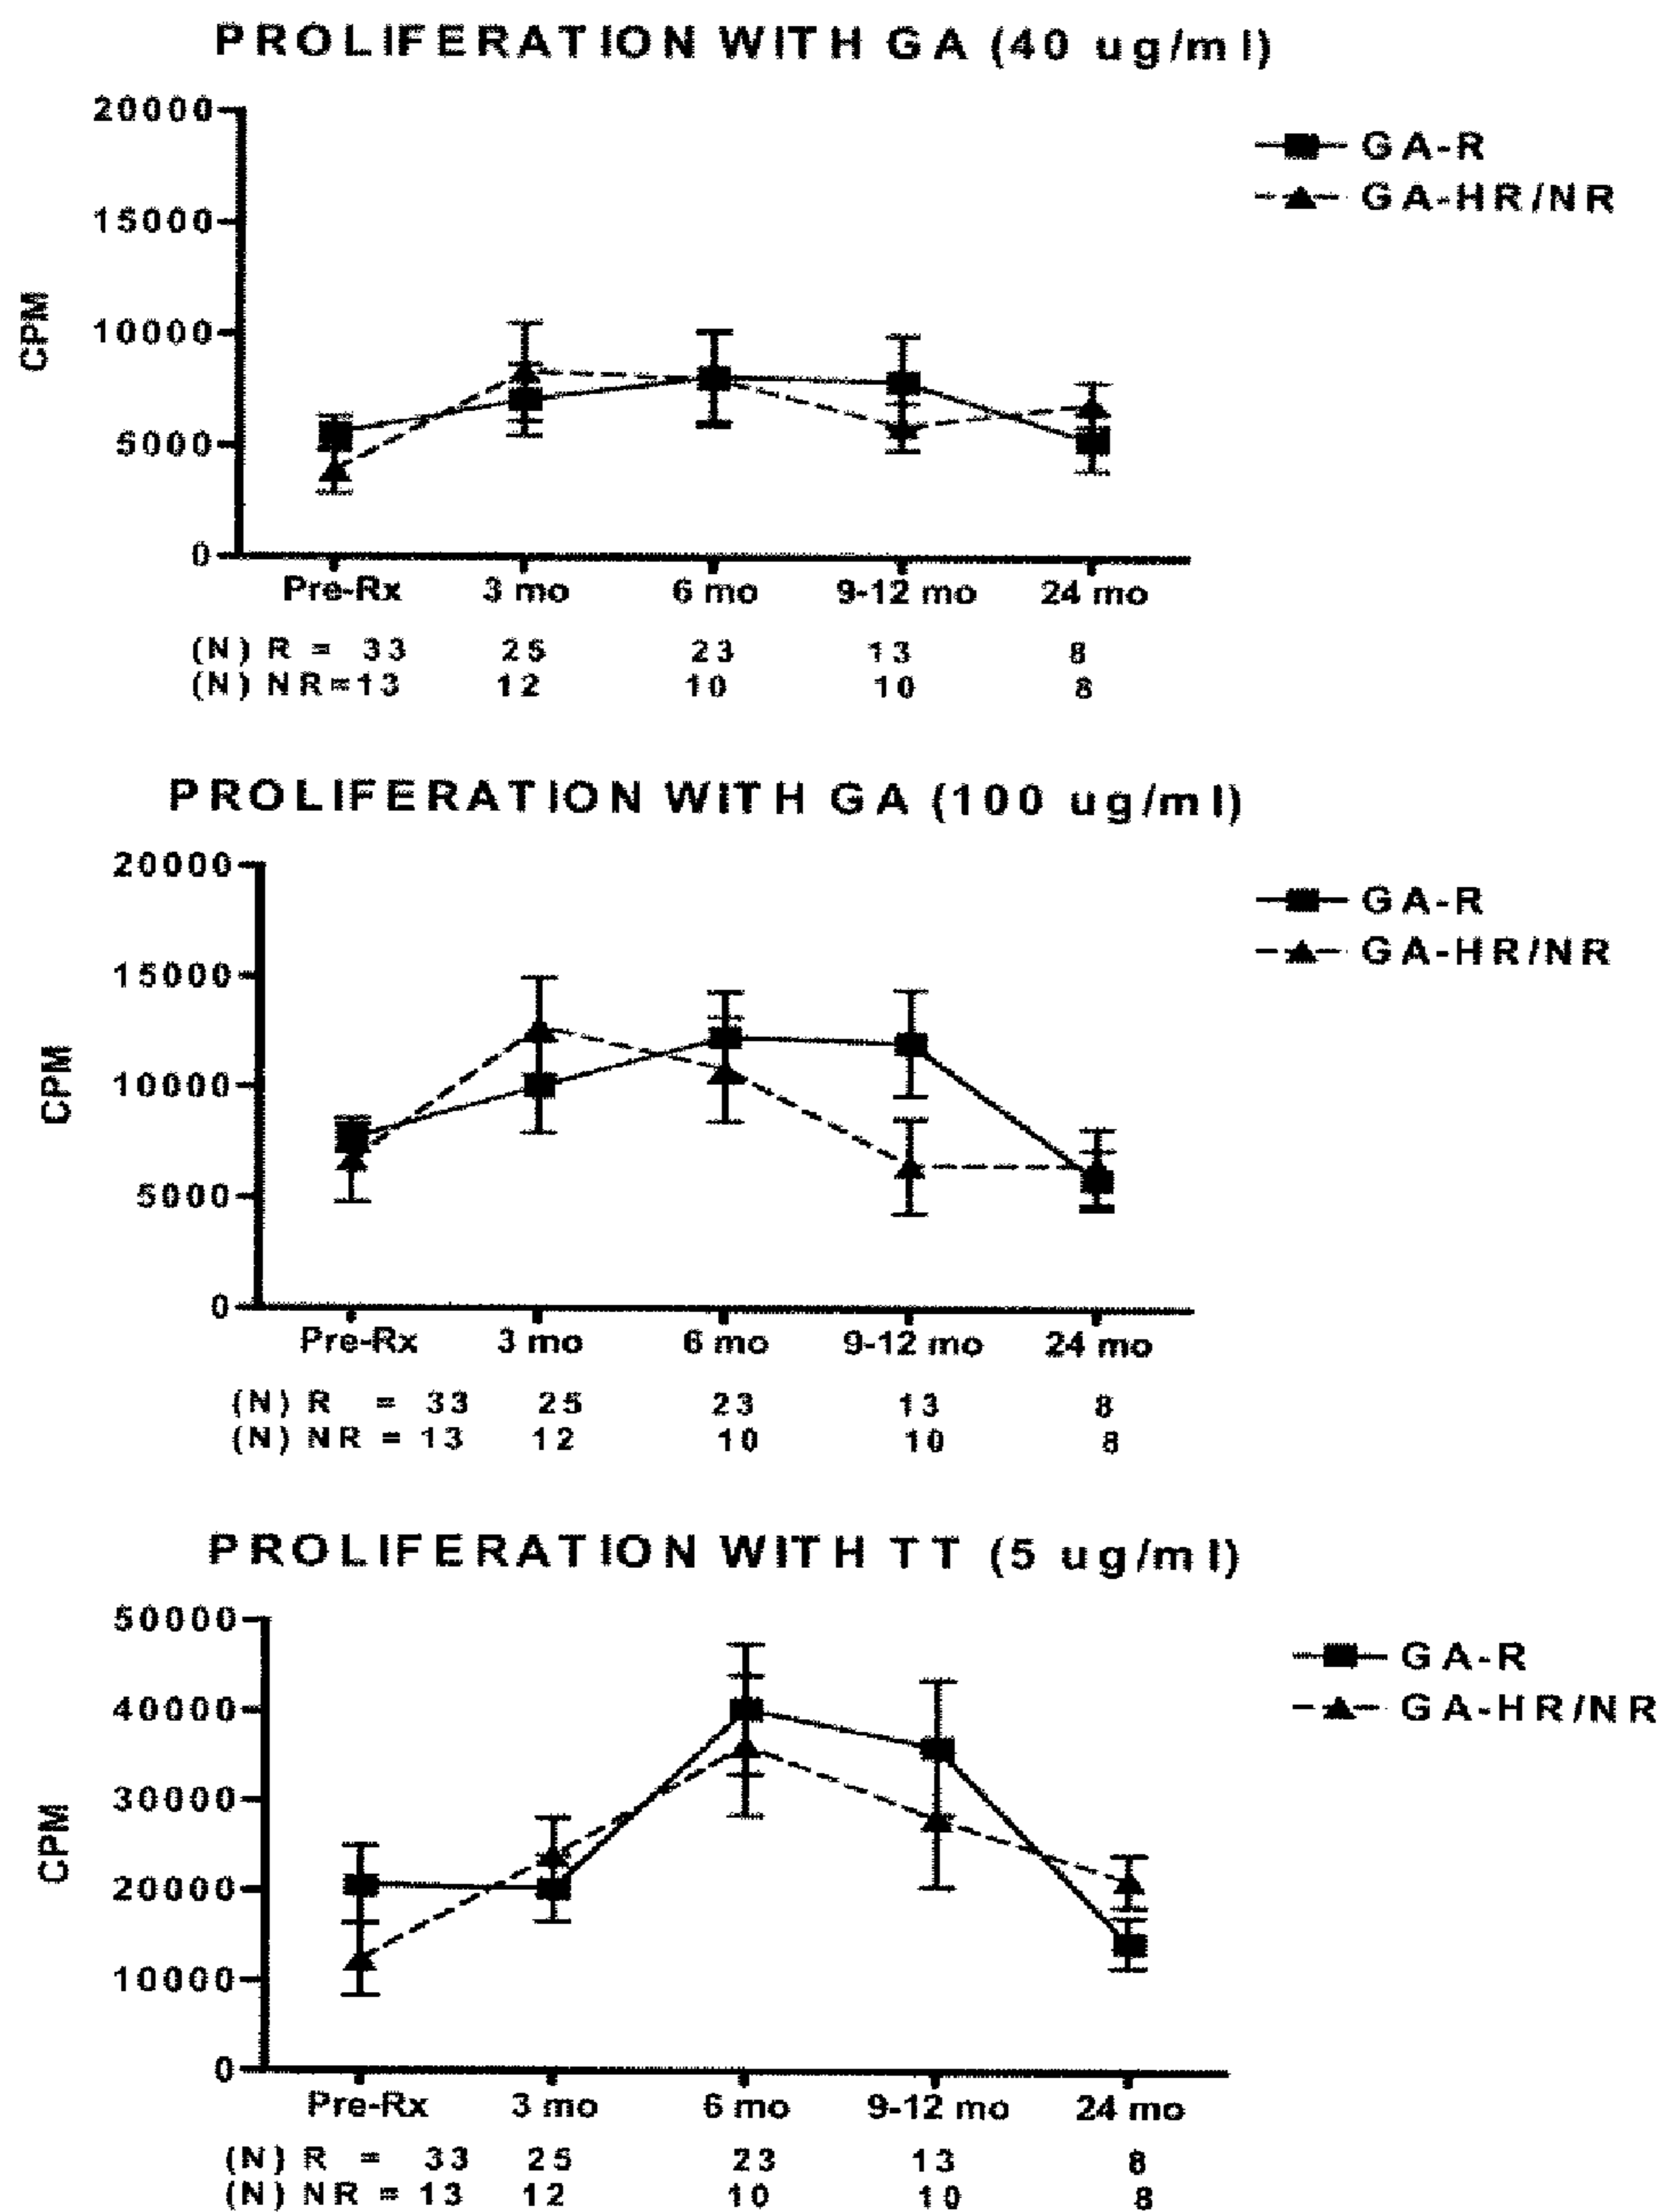 PROLIFERATION WITH GA (40 ug/ml)
20000
15000
10000
5000
0
CPM
GA-R
GA-HR/NR
Pre-Rx 3 mo 6 mo 9-12 mo 24 mo
(N) R = 33 25 23 13 8
(N) NR=13 12 10 10 8
PROLIFERATION WITH GA (100 ug/ml)
20000
15000
10000
5000
0
CPM
GA-R
GA-HR/NR
Pre-Rx 3 mo 6 mo 9-12 mo 24 mo
(N) R = 33 25 23 13 8
(N) NR = 13 12 10 10 8
PROLIFERATION WITH TT (5 ug/ml)
50000
40000
30000
20000
10000
0
CPM
GA-R
GA-HR/NR
Pre-Rx 3 mo 6 mo 9-12 mo 24 mo
(N) R = 33 25 23 13 8
(N) NR = 13 12 10 10 8